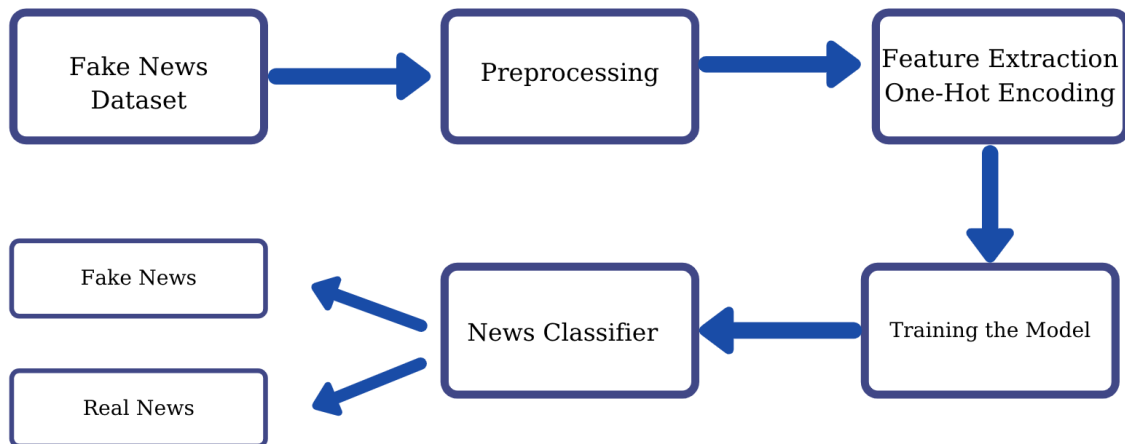 Fake News
Dataset
Preprocessing
Feature Extraction
One-Hot Encoding
Training the Model
News Classifier
Fake News
Real News